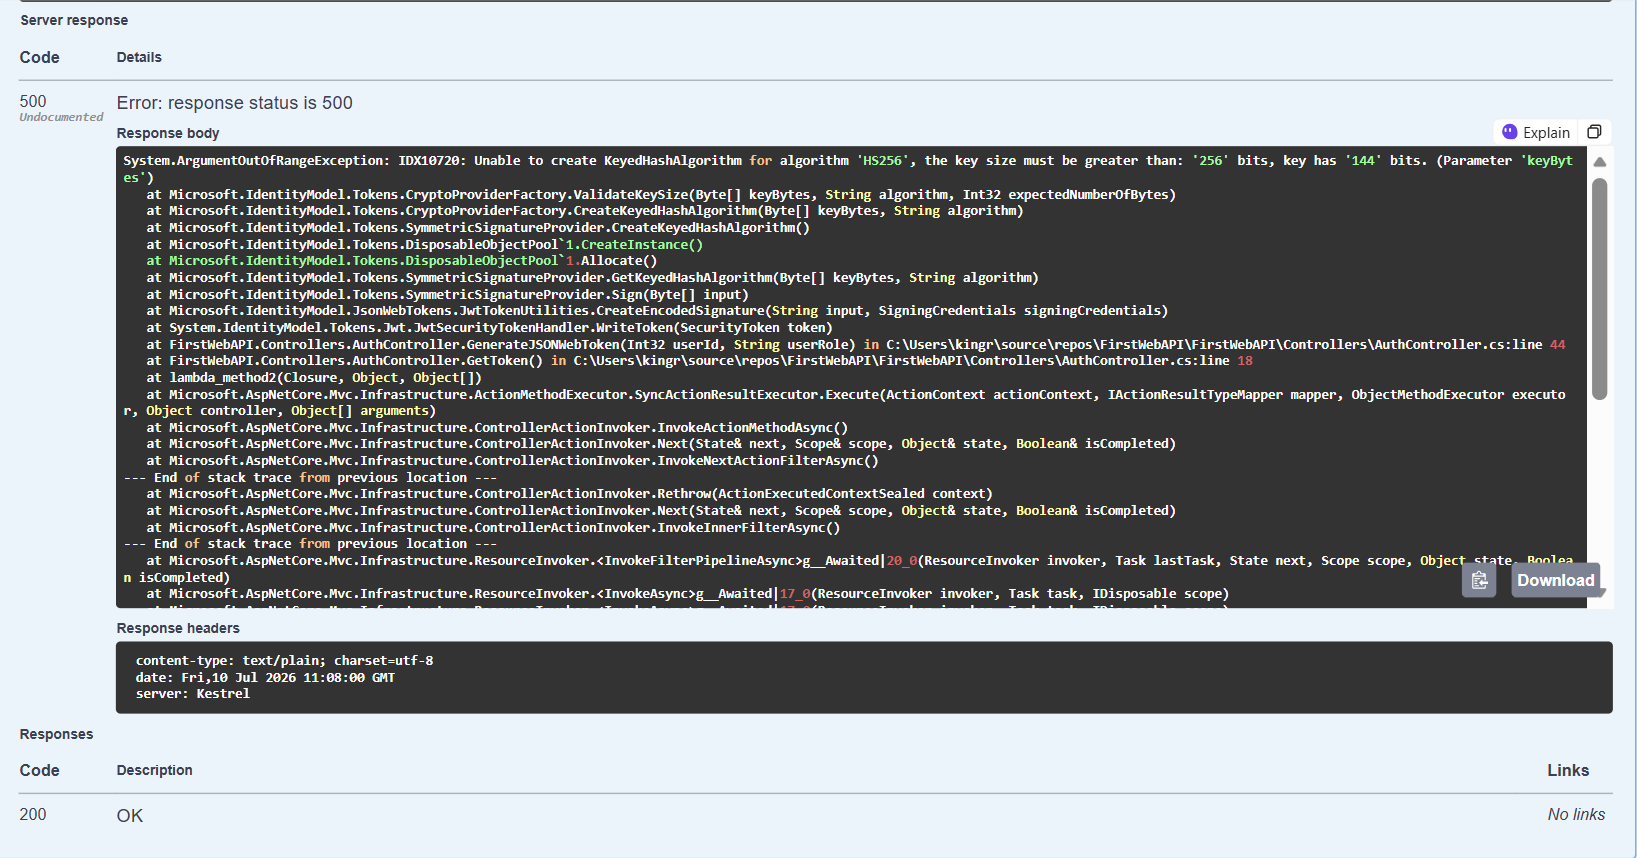 Server response
Code Details
500 Error: response status is 500
Undocumented
Response body
Explain
System.ArgumentOutOfRangeException: IDX10720: Unable to create KeyedHashAlgorithm for algorithm 'HS256', the key size must be greater than: '256' bits, key has '144' bits. (Parameter 'keyByt
es')
at Microsoft.IdentityModel.Tokens.CryptoProviderFactory.ValidateKeySize(Byte[] keyBytes, String algorithm, Int32 expectedNumberOfBytes)
at Microsoft.IdentityModel.Tokens.CryptoProviderFactory.CreateKeyedHashAlgorithm(Byte[] keyBytes, String algorithm)
at Microsoft.IdentityModel.Tokens.SymmetricSignatureProvider.CreateKeyedHashAlgorithm()
at Microsoft.IdentityModel.Tokens.DisposableObjectPool`1.CreateInstance()
at Microsoft.IdentityModel.Tokens.DisposableObjectPool`1.Allocate()
at Microsoft.IdentityModel.Tokens.SymmetricSignatureProvider.GetKeyedHashAlgorithm(Byte[] keyBytes, String algorithm)
at Microsoft.IdentityModel.Tokens.SymmetricSignatureProvider.Sign(Byte[] input)
at Microsoft.IdentityModel.JsonWebTokens.JwtTokenUtilities.CreateEncodedSignature(String input, SigningCredentials signingCredentials)
at System.IdentityModel.Tokens.Jwt.JwtSecurityTokenHandler.WriteToken(SecurityToken token)
at FirstWebAPI.Controllers.AuthController.GenerateJSONWebToken(Int32 userId, String userRole) in C:\Users\kingr\source\repos\FirstWebAPI\FirstWebAPI\Controllers\AuthController.cs:line 44
at FirstWebAPI.Controllers.AuthController.GetToken() in C:\Users\kingr\source\repos\FirstWebAPI\FirstWebAPI\Controllers\AuthController.cs:line 18
at lambda_method2(Closure, Object, Object[])
at Microsoft.AspNetCore.Mvc.Infrastructure.ActionMethodExecutor.SyncActionResultExecutor.Execute(ActionContext actionContext, IActionResultTypeMapper mapper, ObjectMethodExecutor executo
r, Object controller, Object[] arguments)
at Microsoft.AspNetCore.Mvc.Infrastructure.ControllerActionInvoker.InvokeActionMethodAsync()
at Microsoft.AspNetCore.Mvc.Infrastructure.ControllerActionInvoker.Next(State& next, Scope& scope, Object& state, Boolean& isCompleted)
at Microsoft.AspNetCore.Mvc.Infrastructure.ControllerActionInvoker.InvokeNextActionFilterAsync()
--- End of stack trace from previous location ---
at Microsoft.AspNetCore.Mvc.Infrastructure.ControllerActionInvoker.Rethrow(ActionExecutedContextSealed context)
at Microsoft.AspNetCore.Mvc.Infrastructure.ControllerActionInvoker.Next(State& next, Scope& scope, Object& state, Boolean& isCompleted)
at Microsoft.AspNetCore.Mvc.Infrastructure.ControllerActionInvoker.InvokeInnerFilterAsync()
--- End of stack trace from previous location ---
at Microsoft.AspNetCore.Mvc.Infrastructure.ResourceInvoker.<InvokeFilterPipelineAsync>g__Awaited|20_0(ResourceInvoker invoker, Task lastTask, State next, Scope scope, Object state, Boolea
n isCompleted)
at Microsoft.AspNetCore.Mvc.Infrastructure.ResourceInvoker.<InvokeAsync>g__Awaited|17_0(ResourceInvoker invoker, Task task, IDisposable scope)
Download
Response headers
content-type: text/plain; charset=utf-8
date: Fri,10 Jul 2026 11:08:00 GMT
server: Kestrel
Responses
Code Description Links
200 OK No links